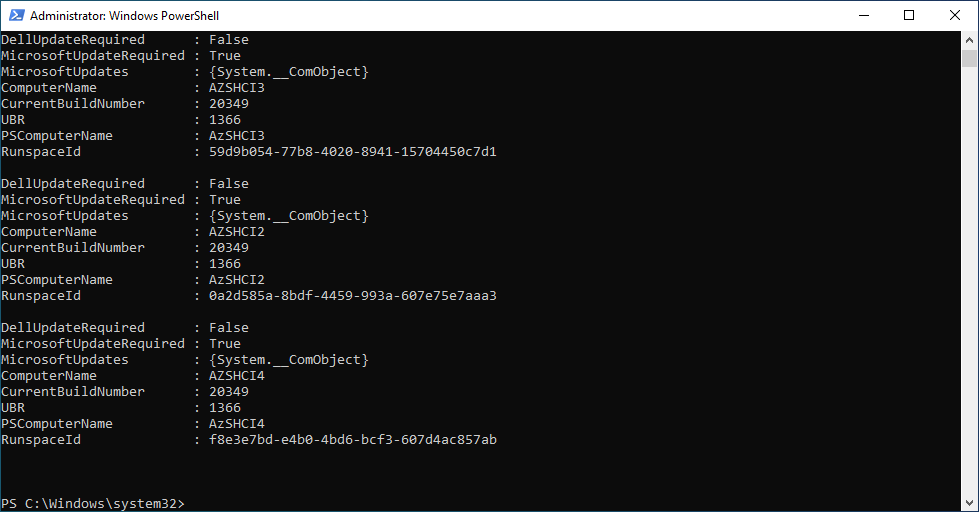 Administrator: Windows PowerShell
DellUpdateRequired      : False
MicrosoftUpdateRequired : True
MicrosoftUpdates        : {System.__ComObject}
ComputerName            : AZSHCI3
CurrentBuildNumber      : 20349
UBR                     : 1366
PSComputerName          : AzSHCI3
RunspaceId              : 59d9b054-77b8-4020-8941-15704450c7d1
DellUpdateRequired      : False
MicrosoftUpdateRequired : True
MicrosoftUpdates        : {System.__ComObject}
ComputerName            : AZSHCI2
CurrentBuildNumber      : 20349
UBR                     : 1366
PSComputerName          : AzSHCI2
RunspaceId              : 0a2d585a-8bdf-4459-993a-607e75e7aaa3
DellUpdateRequired      : False
MicrosoftUpdateRequired : True
MicrosoftUpdates        : {System.__ComObject}
ComputerName            : AZSHCI4
CurrentBuildNumber      : 20349
UBR                     : 1366
PSComputerName          : AzSHCI4
RunspaceId              : f8e3e7bd-e4b0-4bd6-bcf3-607d4ac857ab
PS C:\Windows\system32>